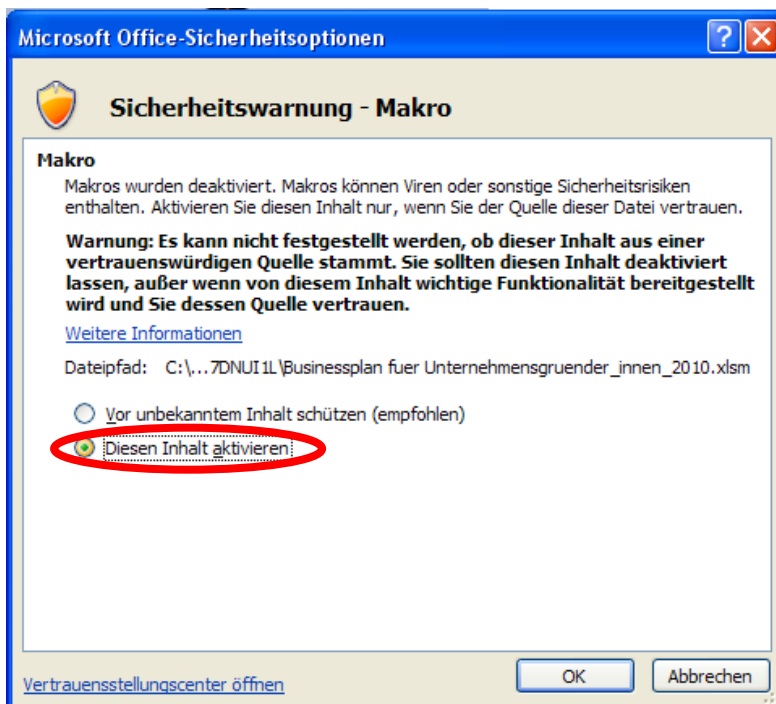 Microsoft Office-Sicherheitsoptionen
Sicherheitswarnung - Makro
Makro
Makros wurden deaktiviert. Makros können Viren oder sonstige Sicherheitsrisiken
enthalten. Aktivieren Sie diesen Inhalt nur, wenn Sie der Quelle dieser Datei vertrauen.
Warnung: Es kann nicht festgestellt werden, ob dieser Inhalt aus einer
vertrauenswürdigen Quelle stammt. Sie sollten diesen Inhalt deaktiviert
lassen, außer wenn von diesem Inhalt wichtige Funktionalität bereitgestellt
wird und Sie dessen Quelle vertrauen.
Weitere Informationen
Dateipfad: C:\...7DNUI1L\Businessplan fuer Unternehmensgruender_innen_2010.xlsm
Vor unbekanntem Inhalt schützen (empfohlen)
Diesen Inhalt aktivieren
Vertrauensstellungscenter öffnen
OK
Abbrechen